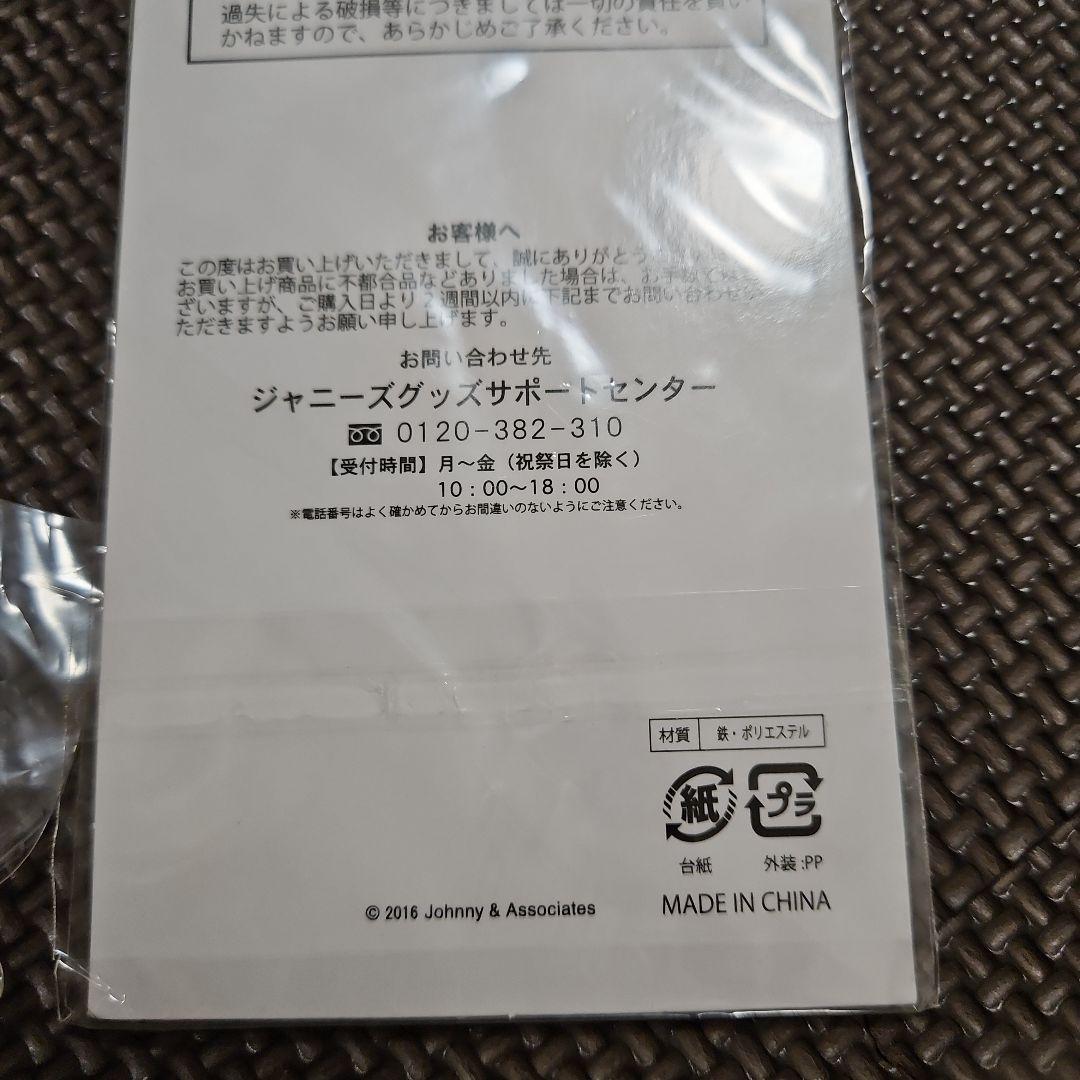 過失による破損等につきましては一切の責任を負い
かねますので、あらかじめご了承ください。
お客様へ
この度はお買い上げいただきまして、誠にありがとう
お買い上げ商品に不都合品などありました場合は、お手数で
ざいますが、ご購入日より2週間以内に下記までお問い合わせ
ただきますようお願い申し上げます。
お問い合わせ先
ジャニーズグッズサポートセンター
0120-382-310
【受付時間】月〜金（祝祭日を除く）
10：00〜18：00
※電話番号はよく確かめてからお間違いのないようにご注意ください。
材質 鉄・ポリエステル
紙 プラ
台紙 外装:PP
© 2016 Johnny & Associates MADE IN CHINA